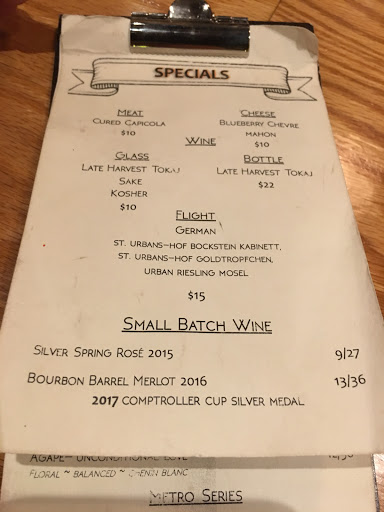 SPECIALS
MEAT
CURED CAPICOLA
$10
CHEESE
BLUEBERRY CHEVRE
MAHON
$10
WINE
GLASS
LATE HARVEST TOKAJ
SAKE
KOSHER
$10
BOTTLE
LATE HARVEST TOKAJ
$22
FLIGHT
GERMAN
ST. URBANS-HOF BOCKSTEIN KABINETT,
ST. URBANS-HOF GOLDTROPFCHEN,
URBAN RIESLING MOSEL
$15
SMALL BATCH WINE
SILVER SPRING ROSÉ 2015 9/27
BOURBON BARREL MERLOT 2016 13/36
2017 COMPTROLLER CUP SILVER MEDAL
AGAPE~ UNCONDITIONAL LOVE
FLORAL ~ BALANCED ~ CHENIN BLANC
METRO SERIES